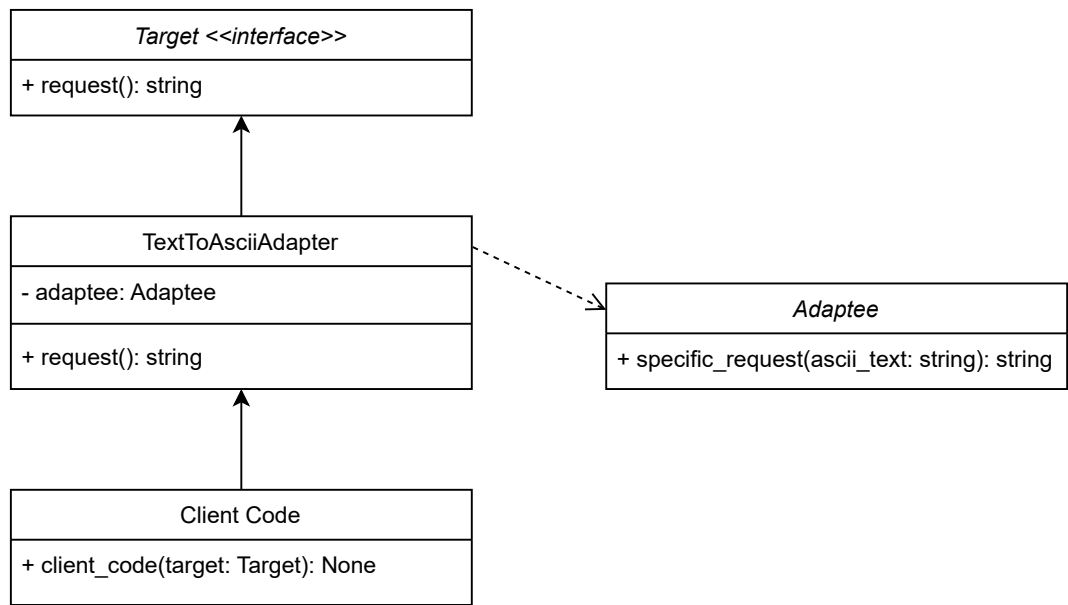 Target <<interface>>
+ request(): string
TextToAsciiAdapter
- adaptee: Adaptee
+ request(): string
Adaptee
+ specific_request(ascii_text: string): string
Client Code
+ client_code(target: Target): None